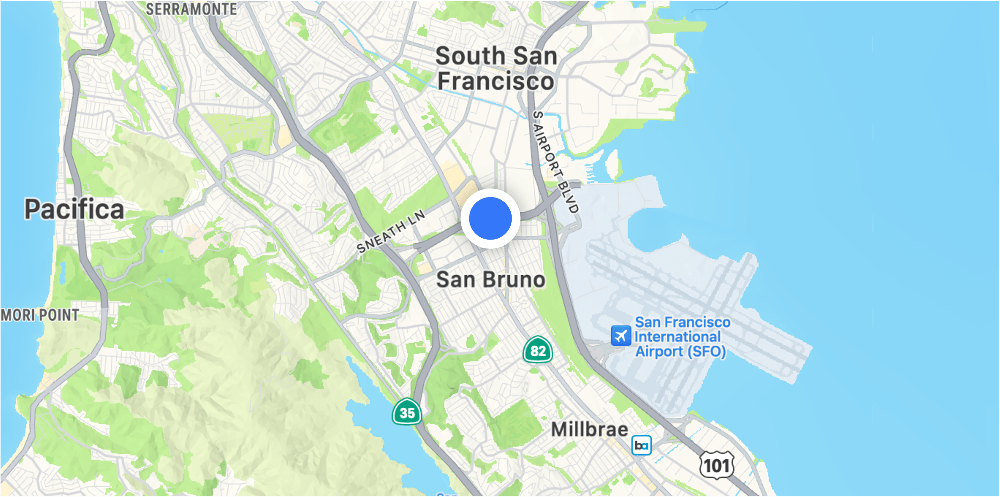 SERRAMONTE
South San
Francisco
S AIRPORT BLVD
Pacifica
SNEATH LN
San Bruno
MORI POINT
San Francisco
International
Airport (SFO)
82
35
Millbrae
ba
101